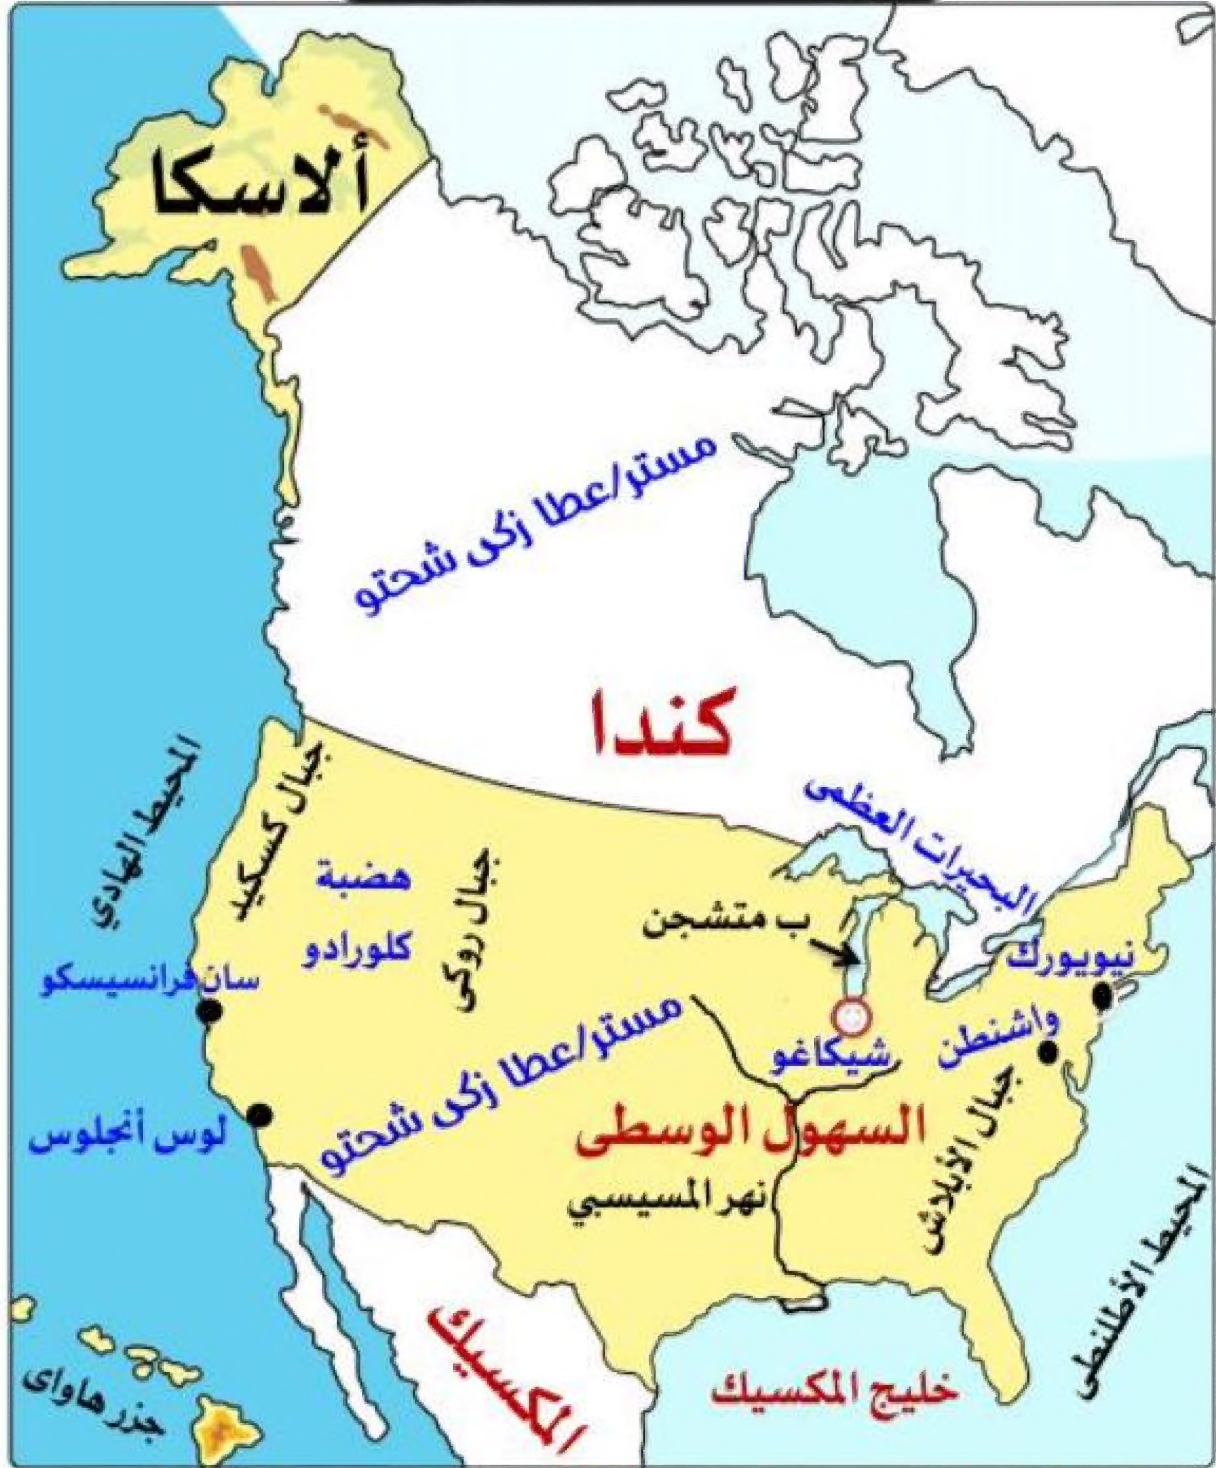 ألاسكا
مستر/عطا زكى شحتو
كندا
البحيرات العظمى
المحيط الهادي
جبال كسكيد
هضبة
كلورادو
جبال روكى
ب متشجن
نيويورك
سان فرانسيسكو
واشنطن
شيكاغو
مستر/عطا زكى شحتو
لوس أنجلوس
السهول الوسطى
جبال الأبلاش
نهر المسيسبي
المحيط الأطلنطى
المكسيك
خليج المكسيك
جزر هاواى